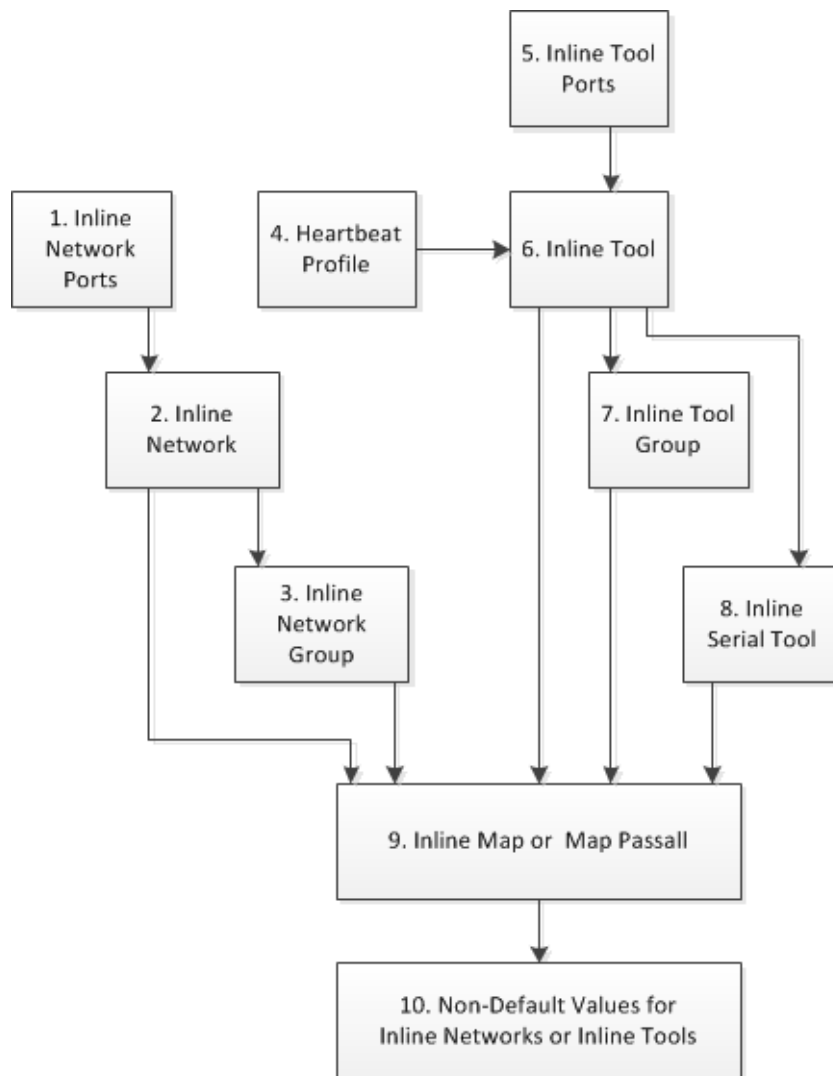 5. Inline Tool
Ports
1. Inline
Network
Ports
4. Heartbeat
Profile
6. Inline Tool
2. Inline
Network
7. Inline Tool
Group
3. Inline
Network
Group
8. Inline
Serial Tool
9. Inline Map or  Map Passall
10. Non-Default Values for
Inline Networks or Inline Tools